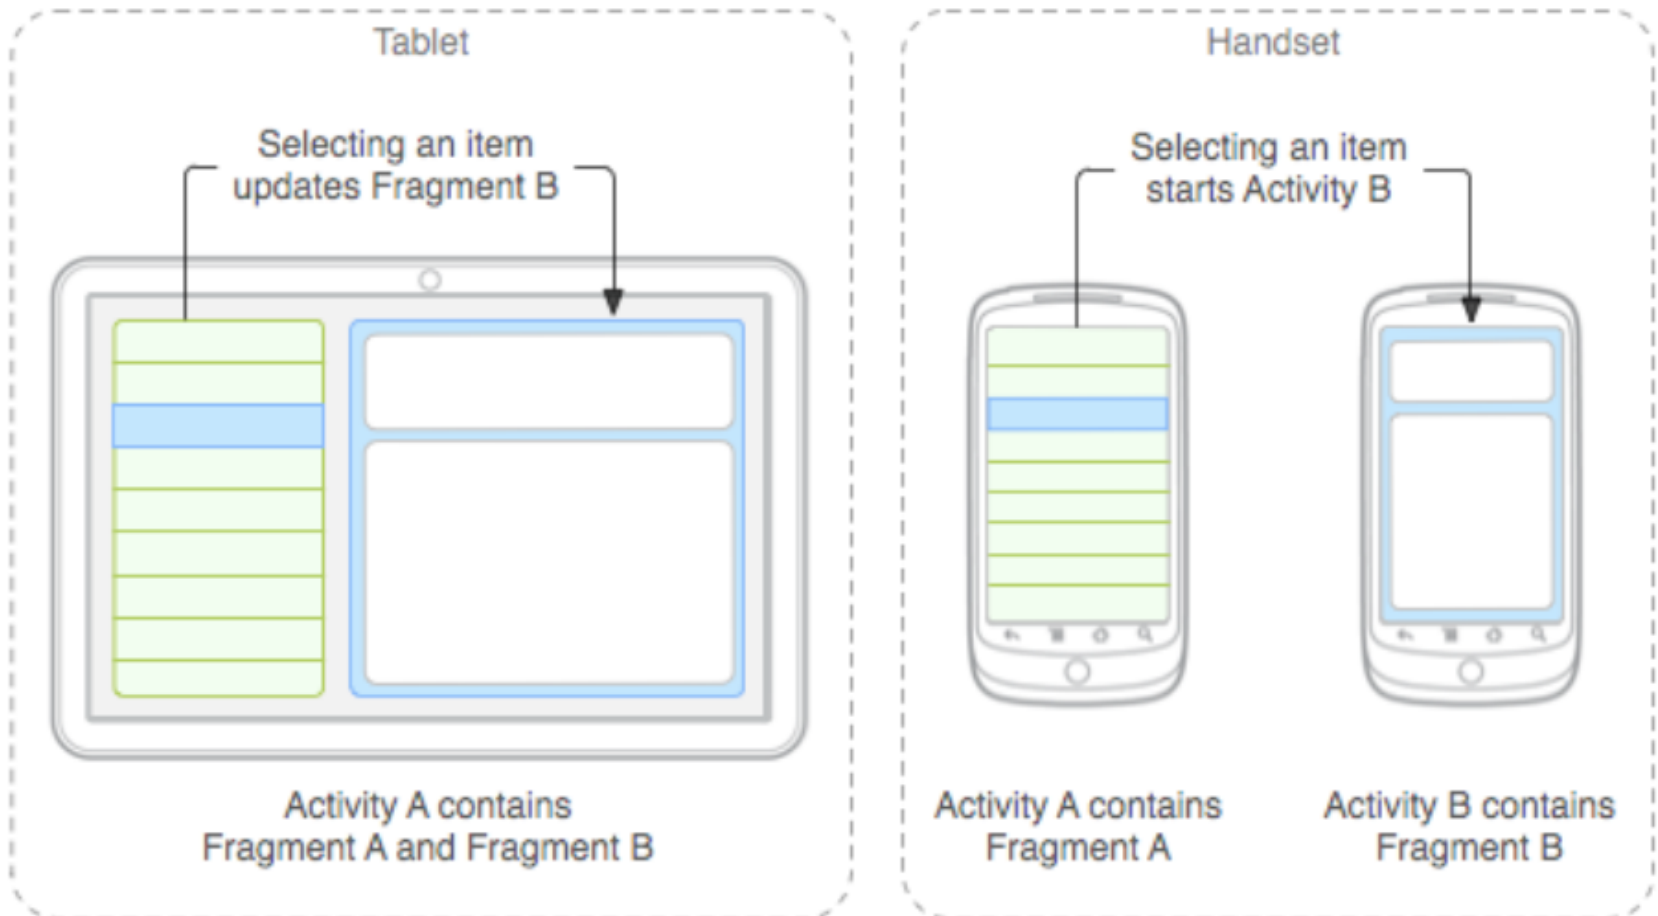 Tablet
Selecting an item
updates Fragment B
Activity A contains
Fragment A and Fragment B
Handset
Selecting an item
starts Activity B
Activity A contains
Fragment A
Activity B contains
Fragment B